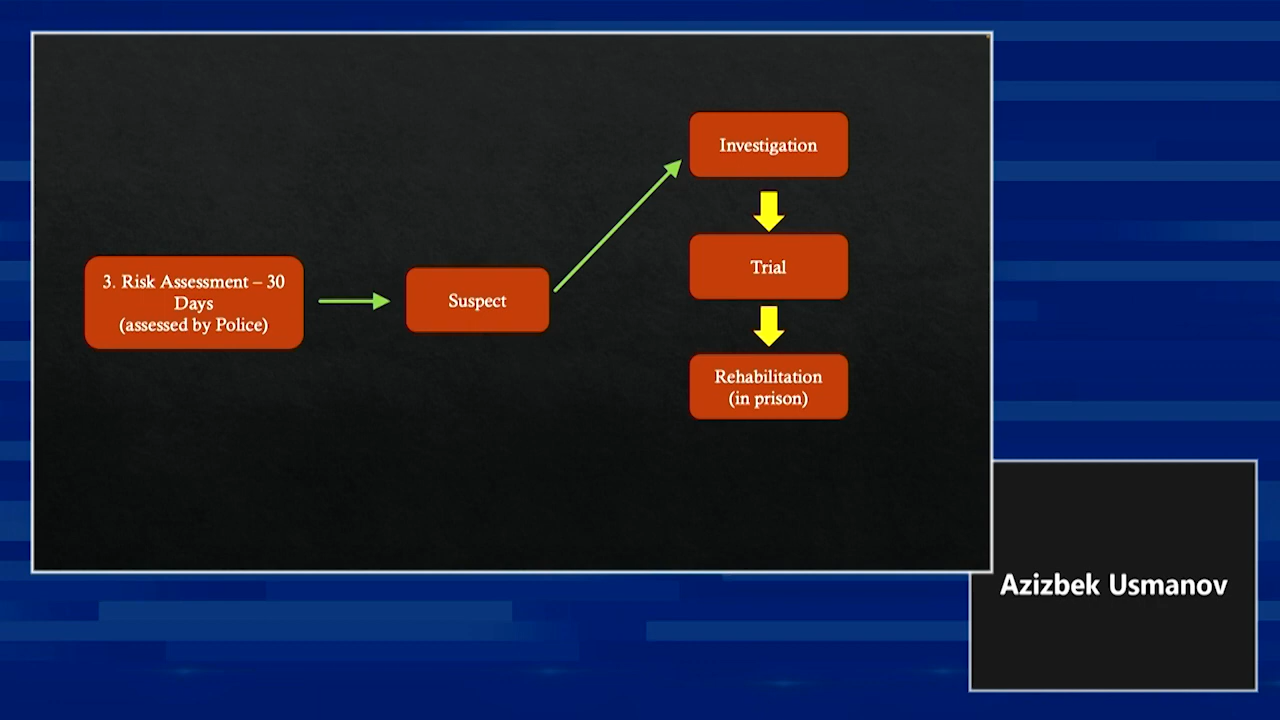 3. Risk Assessment – 30
Days
(assessed by Police)
Suspect
Investigation
Trial
Rehabilitation
(in prison)
Azizbek Usmanov